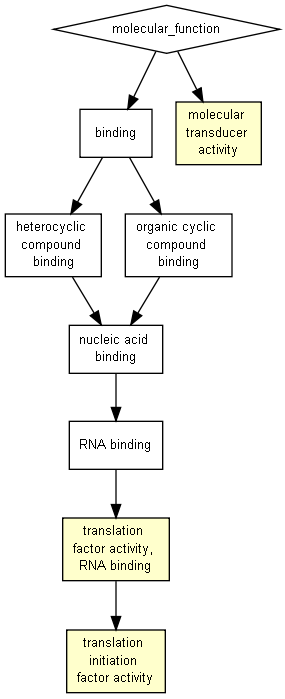 molecular_function
binding
molecular
transducer
activity
heterocyclic
compound
binding
organic cyclic
compound
binding
nucleic acid
binding
RNA binding
translation
factor activity,
RNA binding
translation
initiation
factor activity